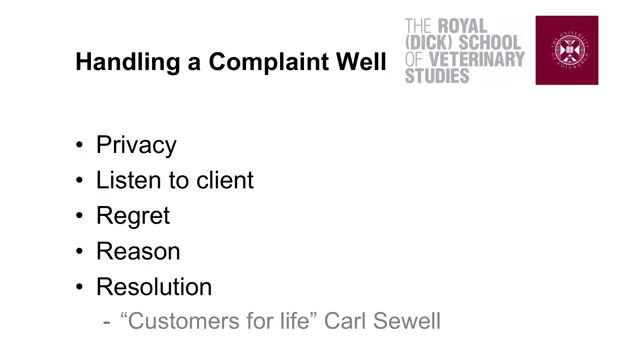 THE ROYAL
(DICK) SCHOOL
OF VETERINARY
STUDIES
Handling a Complaint Well
• Privacy
• Listen to client
• Regret
• Reason
• Resolution
- “Customers for life” Carl Sewell